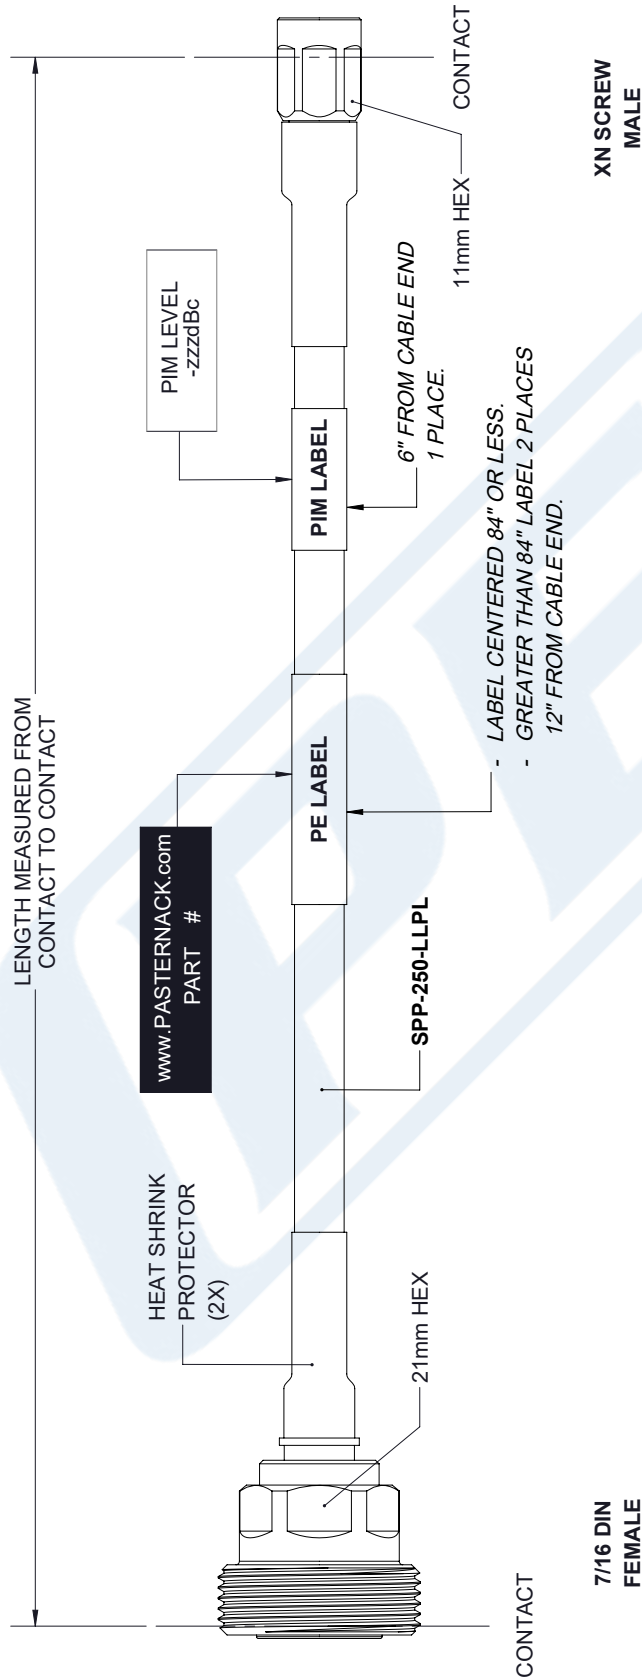 LENGTH MEASURED FROM
CONTACT TO CONTACT
HEAT SHRINK
PROTECTOR
(2X)
www.PASTERNACK.com
PART #
PIM LEVEL
-zzzdBc
PE LABEL
PIM LABEL
CONTACT
21mm HEX
SPP-250-LLPL
- LABEL CENTERED 84" OR LESS.
- GREATER THAN 84" LABEL 2 PLACES
12" FROM CABLE END.
6" FROM CABLE END
1 PLACE.
11mm HEX
CONTACT
7/16 DIN
FEMALE
XN SCREW
MALE